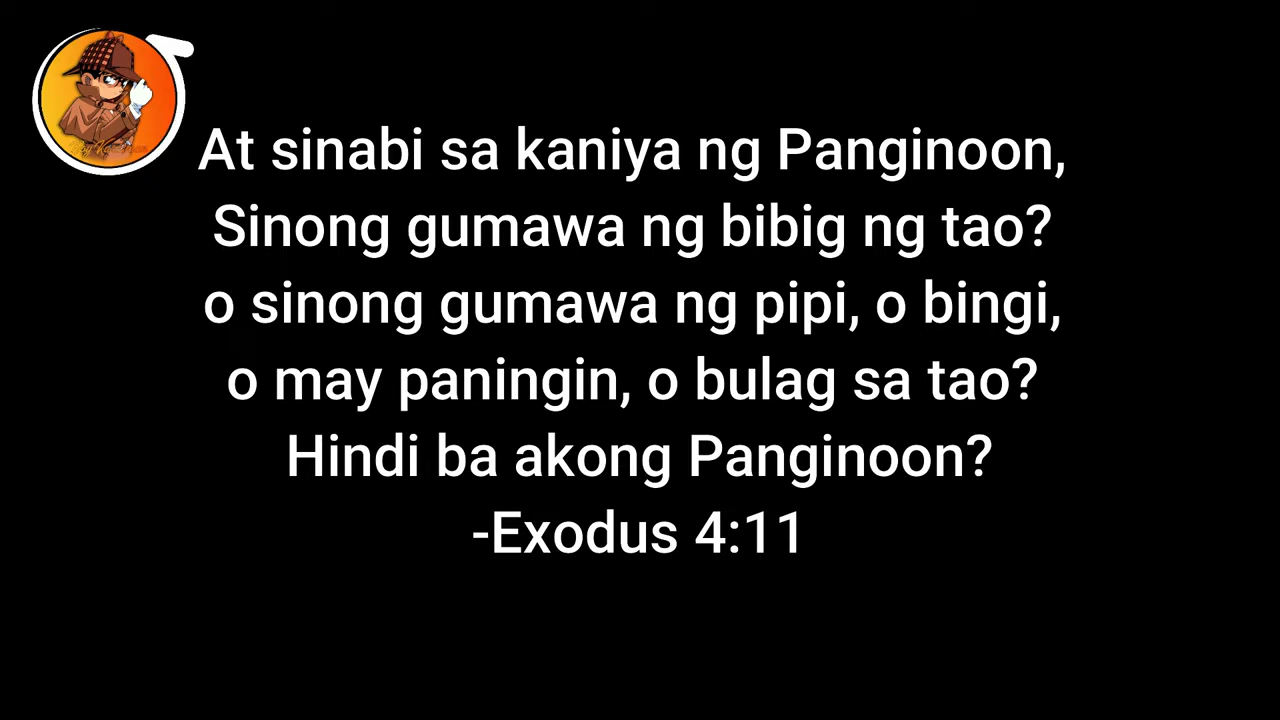 At sinabi sa kaniya ng Panginoon,
Sinong gumawa ng bibig ng tao?
o sinong gumawa ng pipi, o bingi,
o may paningin, o bulag sa tao?
Hindi ba akong Panginoon?
-Exodus 4:11